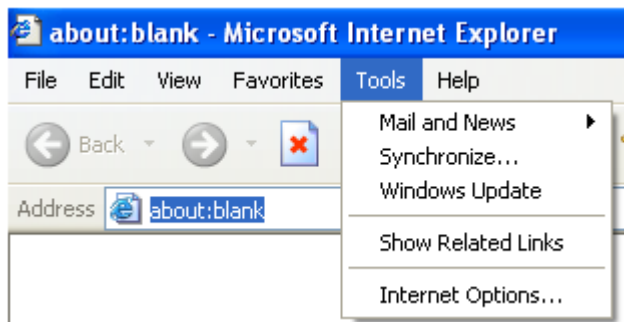 about:blank - Microsoft Internet Explorer
File Edit View Favorites Tools Help
Back
Address about:blank
Mail and News
Synchronize...
Windows Update
Show Related Links
Internet Options...